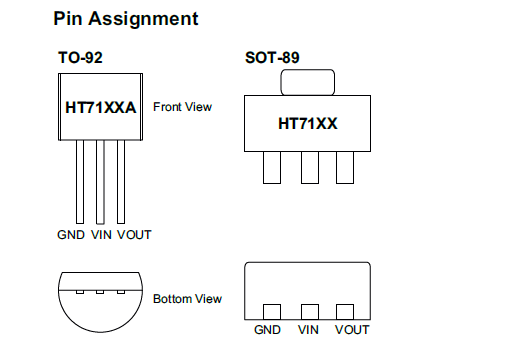 Pin Assignment
TO-92
SOT-89
HT71XXA
Front View
HT71XX
GND VIN VOUT
Bottom View
GND VIN VOUT